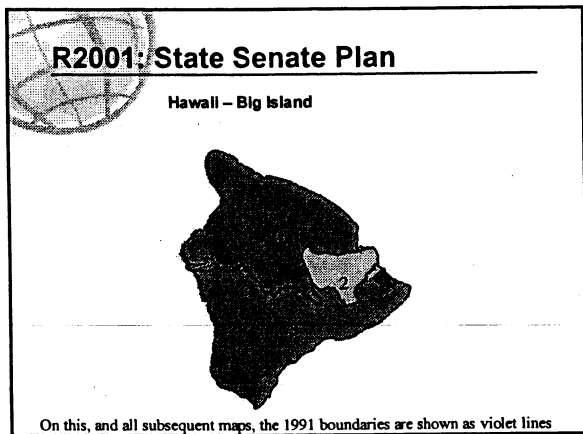 R2001: State Senate Plan
Hawaii – Big Island
2
On this, and all subsequent maps, the 1991 boundaries are shown as violet lines